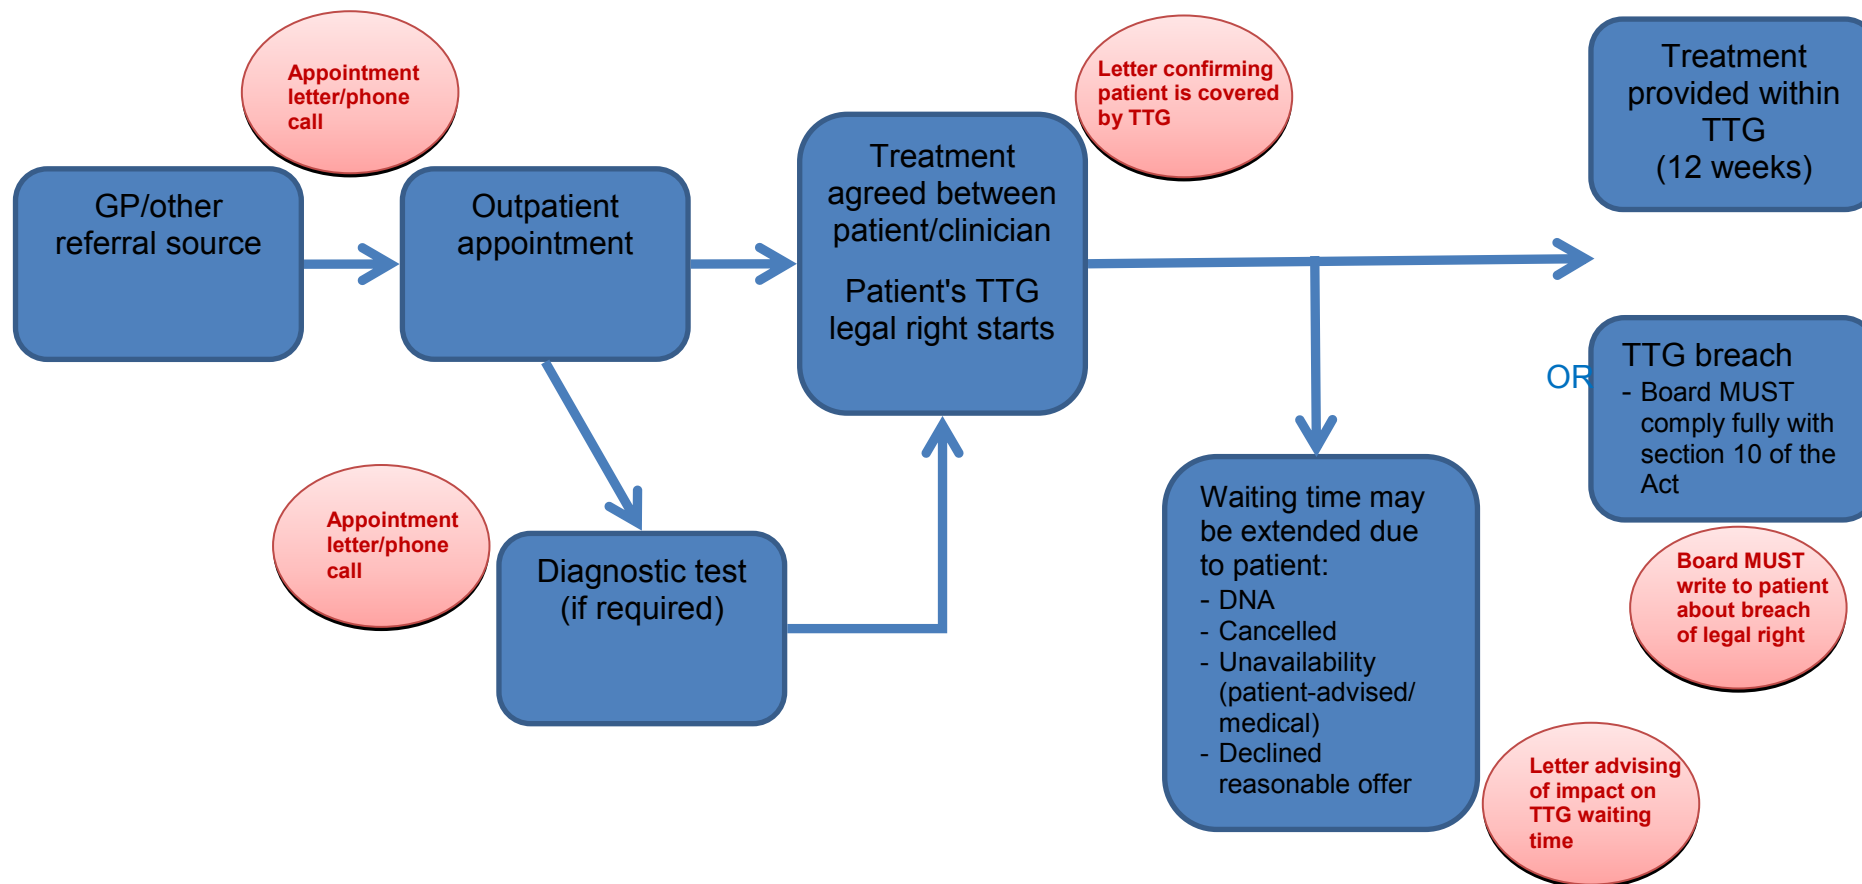 Appointment
letter/phone
call
Letter confirming
patient is covered
by TTG
Treatment
provided within
TTG
(12 weeks)
GP/other
referral source
Outpatient
appointment
Treatment
agreed between
patient/clinician
Patient's TTG
legal right starts
OR
TTG breach
- Board MUST
comply fully with
section 10 of the
Act
Appointment
letter/phone
call
Diagnostic test
(if required)
Waiting time may
be extended due
to patient:
- DNA
- Cancelled
- Unavailability
(patient-advised/
medical)
- Declined
reasonable offer
Board MUST
write to patient
about breach
of legal right
Letter advising
of impact on
TTG waiting
time